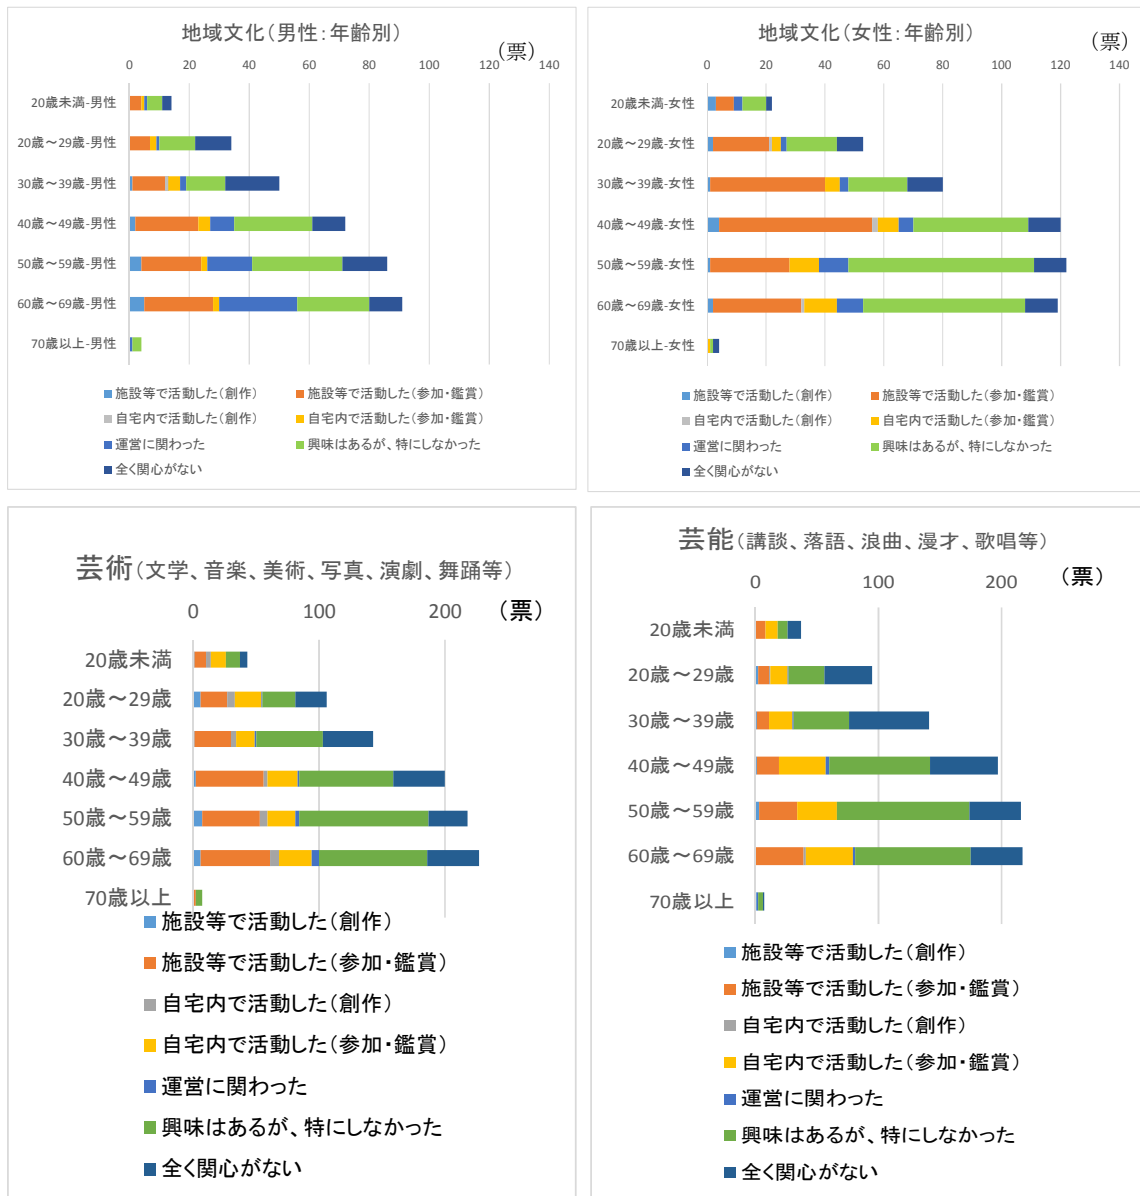 地域文化(男性:年齢別)
(票)
0 20 40 60 80 100 120 140
20歳未満-男性
20歳～29歳-男性
30歳～39歳-男性
40歳～49歳-男性
50歳～59歳-男性
60歳～69歳-男性
70歳以上-男性
施設等で活動した(創作) 施設等で活動した(参加・鑑賞)
自宅内で活動した(創作) 自宅内で活動した(参加・鑑賞)
運営に関わった 興味はあるが、特にしなかった
全く関心がない
地域文化(女性:年齢別)
(票)
0 20 40 60 80 100 120 140
20歳未満-女性
20歳～29歳-女性
30歳～39歳-女性
40歳～49歳-女性
50歳～59歳-女性
60歳～69歳-女性
70歳以上-女性
施設等で活動した(創作) 施設等で活動した(参加・鑑賞)
自宅内で活動した(創作) 自宅内で活動した(参加・鑑賞)
運営に関わった 興味はあるが、特にしなかった
全く関心がない
芸術(文学、音楽、美術、写真、演劇、舞踊等)
0 100 200 (票)
20歳未満
20歳～29歳
30歳～39歳
40歳～49歳
50歳～59歳
60歳～69歳
70歳以上
施設等で活動した(創作)
施設等で活動した(参加・鑑賞)
自宅内で活動した(創作)
自宅内で活動した(参加・鑑賞)
運営に関わった
興味はあるが、特にしなかった
全く関心がない
芸能(講談、落語、浪曲、漫才、歌唱等)
0 100 200 (票)
20歳未満
20歳～29歳
30歳～39歳
40歳～49歳
50歳～59歳
60歳～69歳
70歳以上
施設等で活動した(創作)
施設等で活動した(参加・鑑賞)
自宅内で活動した(創作)
自宅内で活動した(参加・鑑賞)
運営に関わった
興味はあるが、特にしなかった
全く関心がない